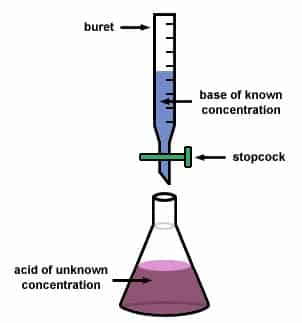 buret
base of known
concentration
stopcock
acid of unknown
concentration